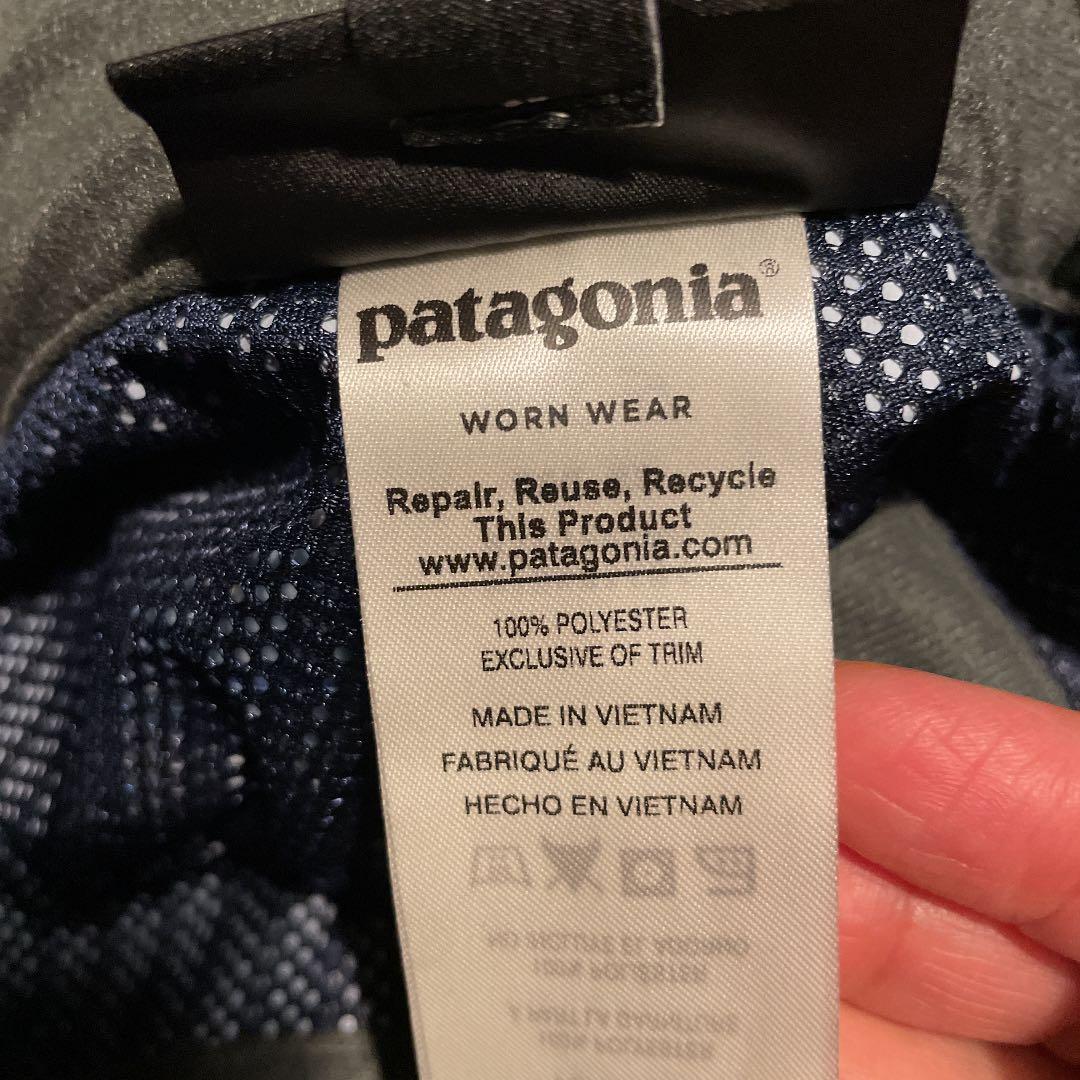 patagonia®
WORN WEAR
Repair, Reuse, Recycle
This Product
www.patagonia.com
100% POLYESTER
EXCLUSIVE OF TRIM
MADE IN VIETNAM
FABRIQUÉ AU VIETNAM
HECHO EN VIETNAM